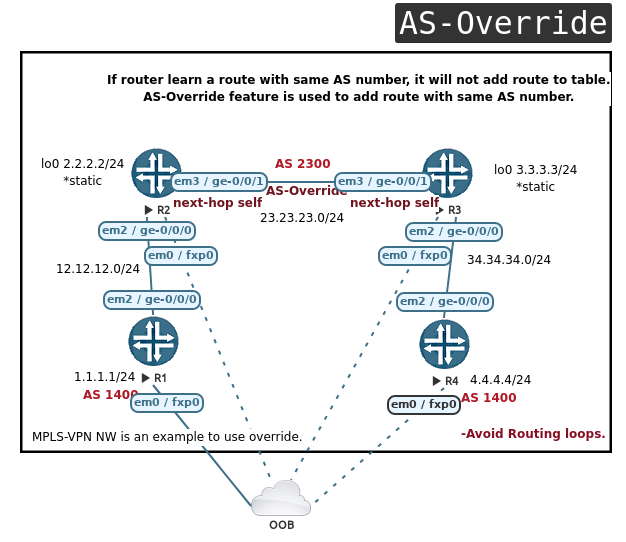 AS-Override
If router learn a route with same AS number, it will not add route to table.
AS-Override feature is used to add route with same AS number.
lo0 2.2.2.2/24
*static
AS 2300
lo0 3.3.3.3/24
*static
em3 / ge-0/0/1
em3 / ge-0/0/1
AS-Override
next-hop self
next-hop self
R2
R3
23.23.23.0/24
em2 / ge-0/0/0
em2 / ge-0/0/0
em0 / fxp0
em0 / fxp0
12.12.12.0/24
34.34.34.0/24
em2 / ge-0/0/0
em2 / ge-0/0/0
1.1.1.1/24
R1
R4
4.4.4.4/24
AS 1400
AS 1400
em0 / fxp0
em0 / fxp0
MPLS-VPN NW is an example to use override.
-Avoid Routing loops.
OOB